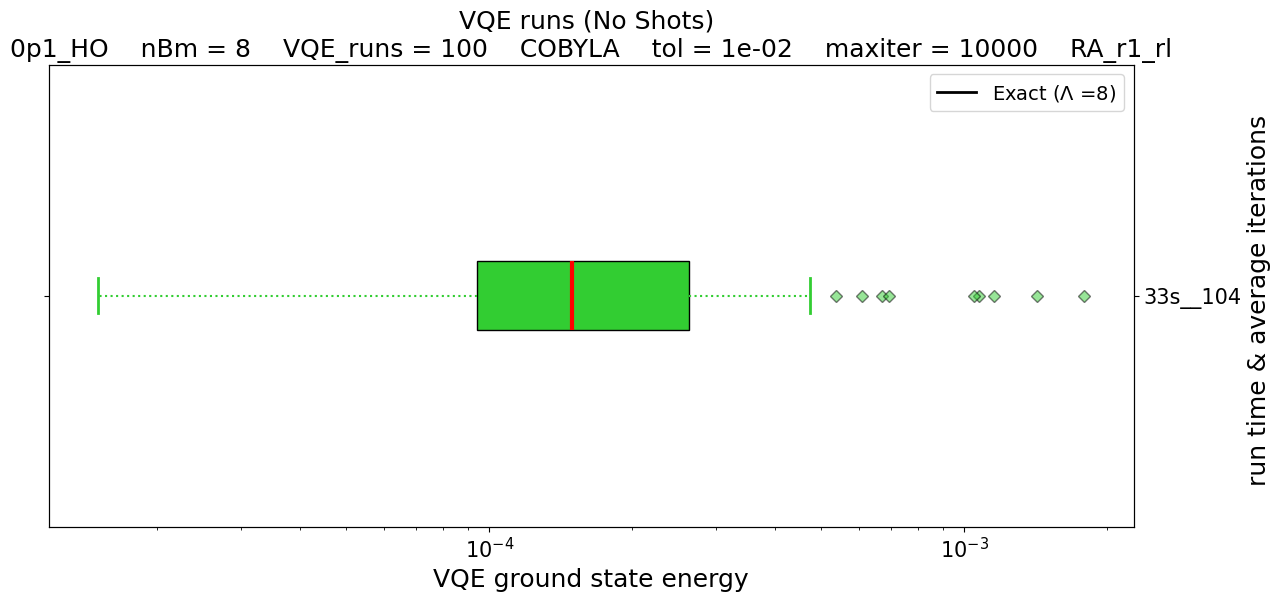 VQE runs (No Shots)
0p1_HO nBm = 8 VQE_runs = 100 COBYLA tol = 1e-02 maxiter = 10000 RA_r1_rl
Exact (Λ =8)
33s__104
run time & average iterations
10⁻⁴ 10⁻³
VQE ground state energy